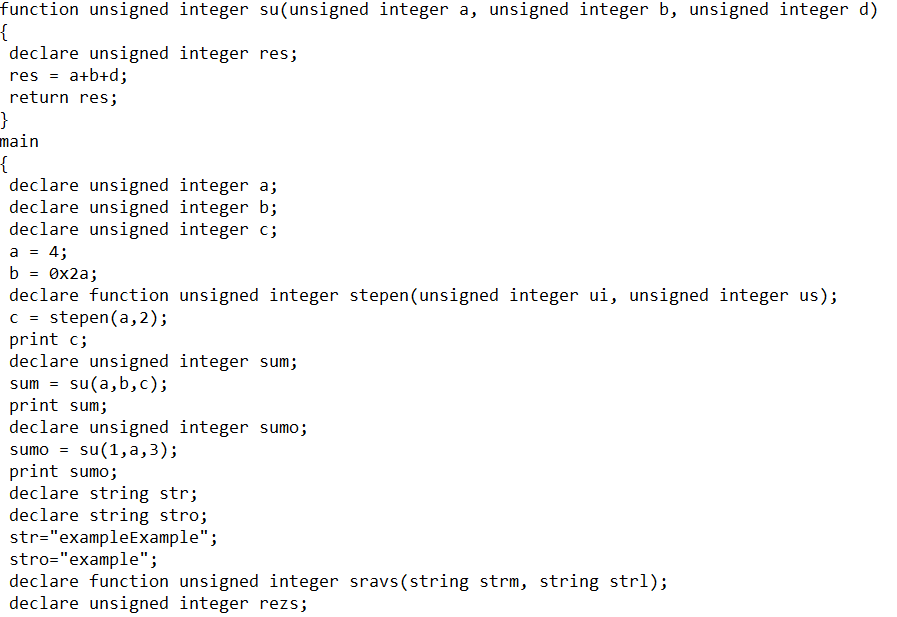 function unsigned integer su(unsigned integer a, unsigned integer b, unsigned integer d)
{
declare unsigned integer res;
res = a+b+d;
return res;
}
main
{
declare unsigned integer a;
declare unsigned integer b;
declare unsigned integer c;
a = 4;
b = 0x2a;
declare function unsigned integer stepen(unsigned integer ui, unsigned integer us);
c = stepen(a,2);
print c;
declare unsigned integer sum;
sum = su(a,b,c);
print sum;
declare unsigned integer sumo;
sumo = su(1,a,3);
print sumo;
declare string str;
declare string stro;
str="exampleExample";
stro="example";
declare function unsigned integer sravs(string strm, string strl);
declare unsigned integer rezs;